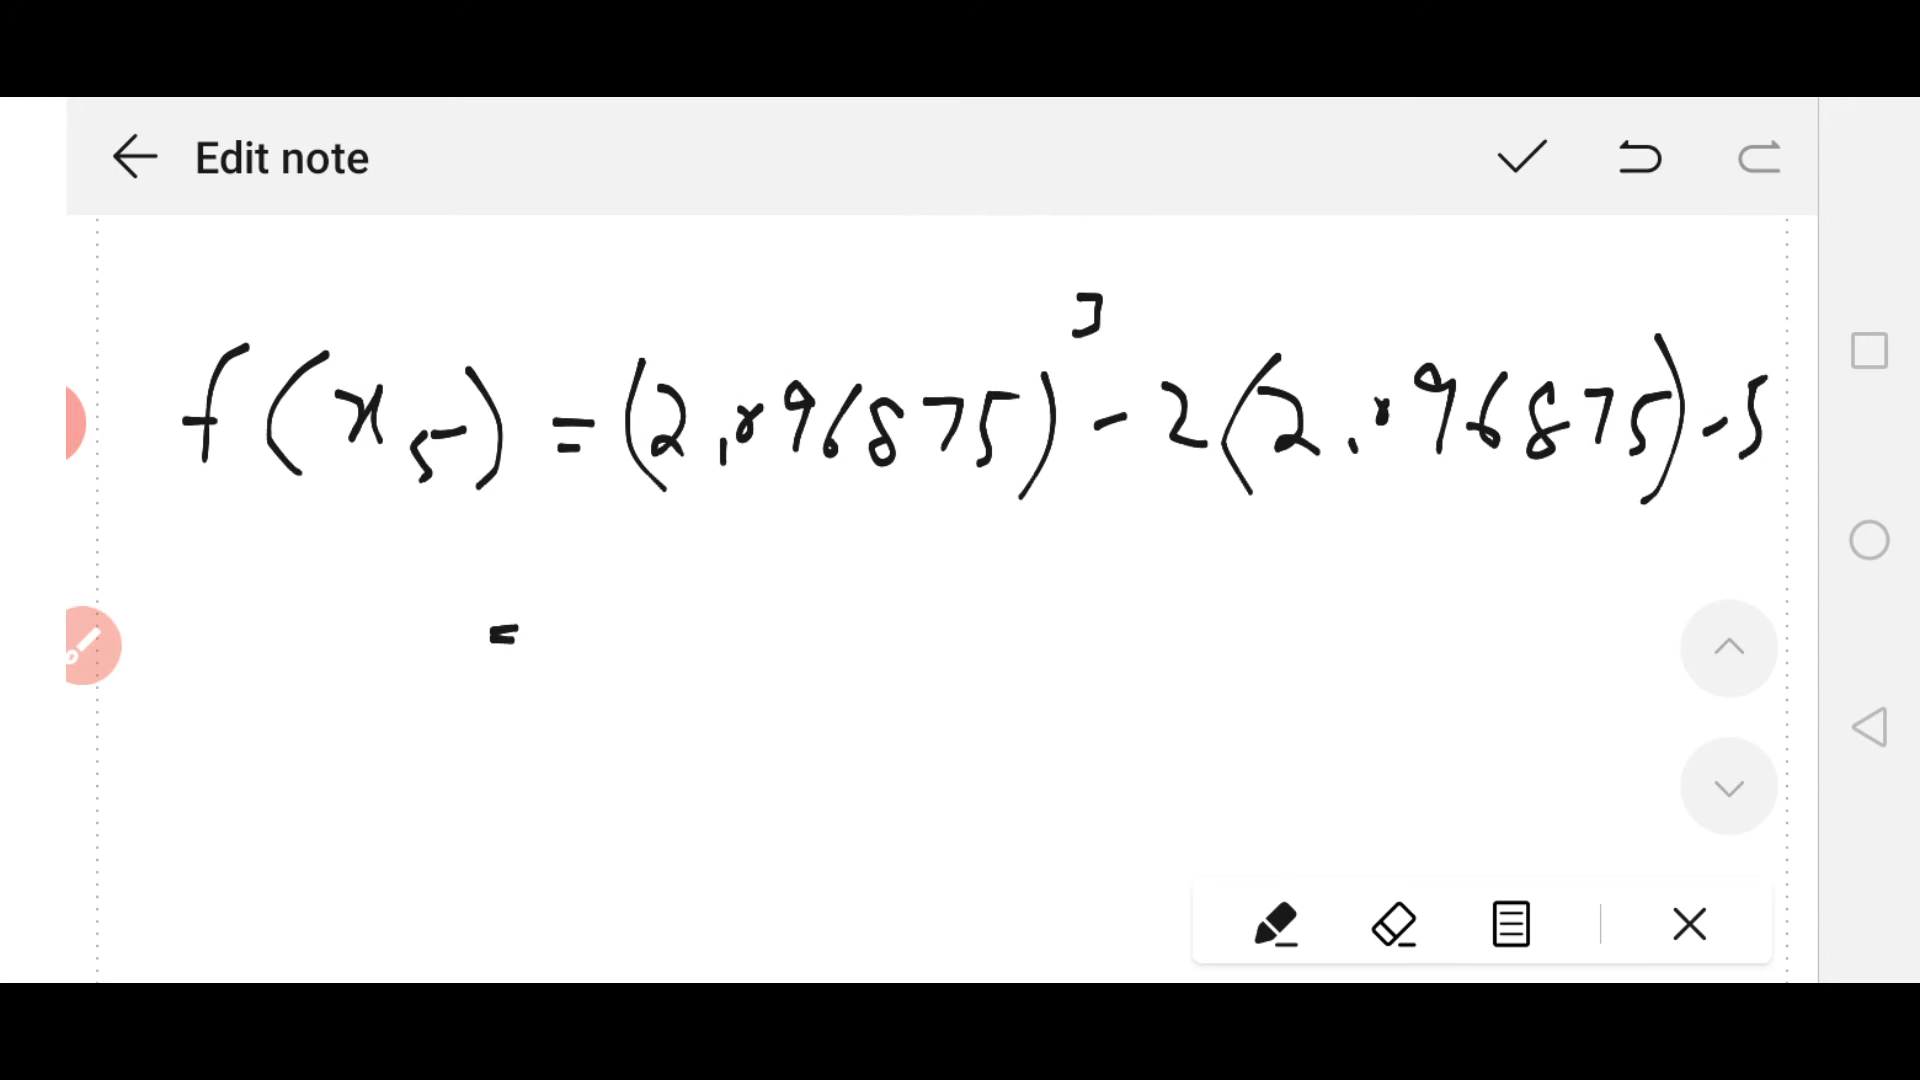 Edit note
f(x₅) = (2.096875)³ - 2(2.096875) - 5
=